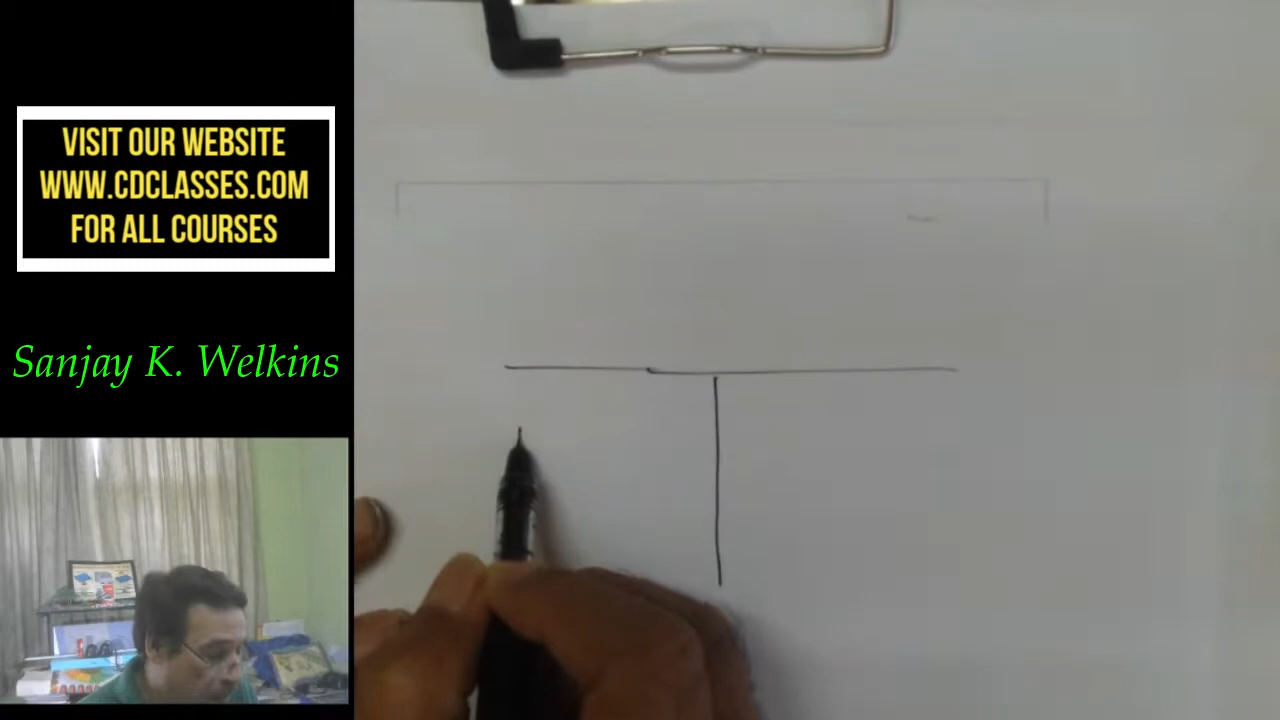 VISIT OUR WEBSITE
WWW.CDCLASSES.COM
FOR ALL COURSES
Sanjay K. Welkins